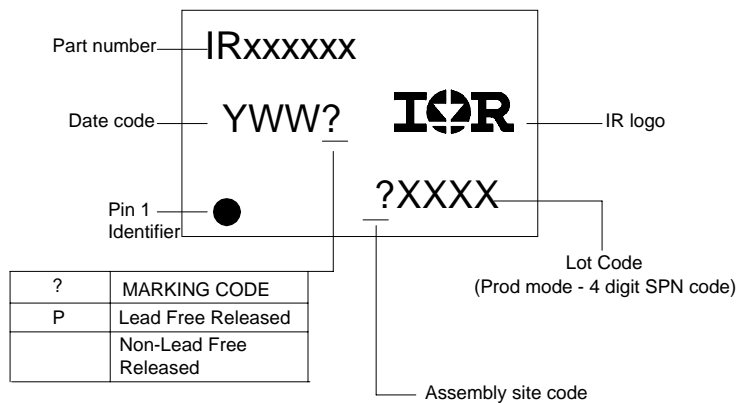 Part number
IRxxxxxx
Date code
YWW?
IOR
IR logo
?XXXX
Pin 1
Identifier
Lot Code
(Prod mode - 4 digit SPN code)
? MARKING CODE
P Lead Free Released
Non-Lead Free
Released
Assembly site code